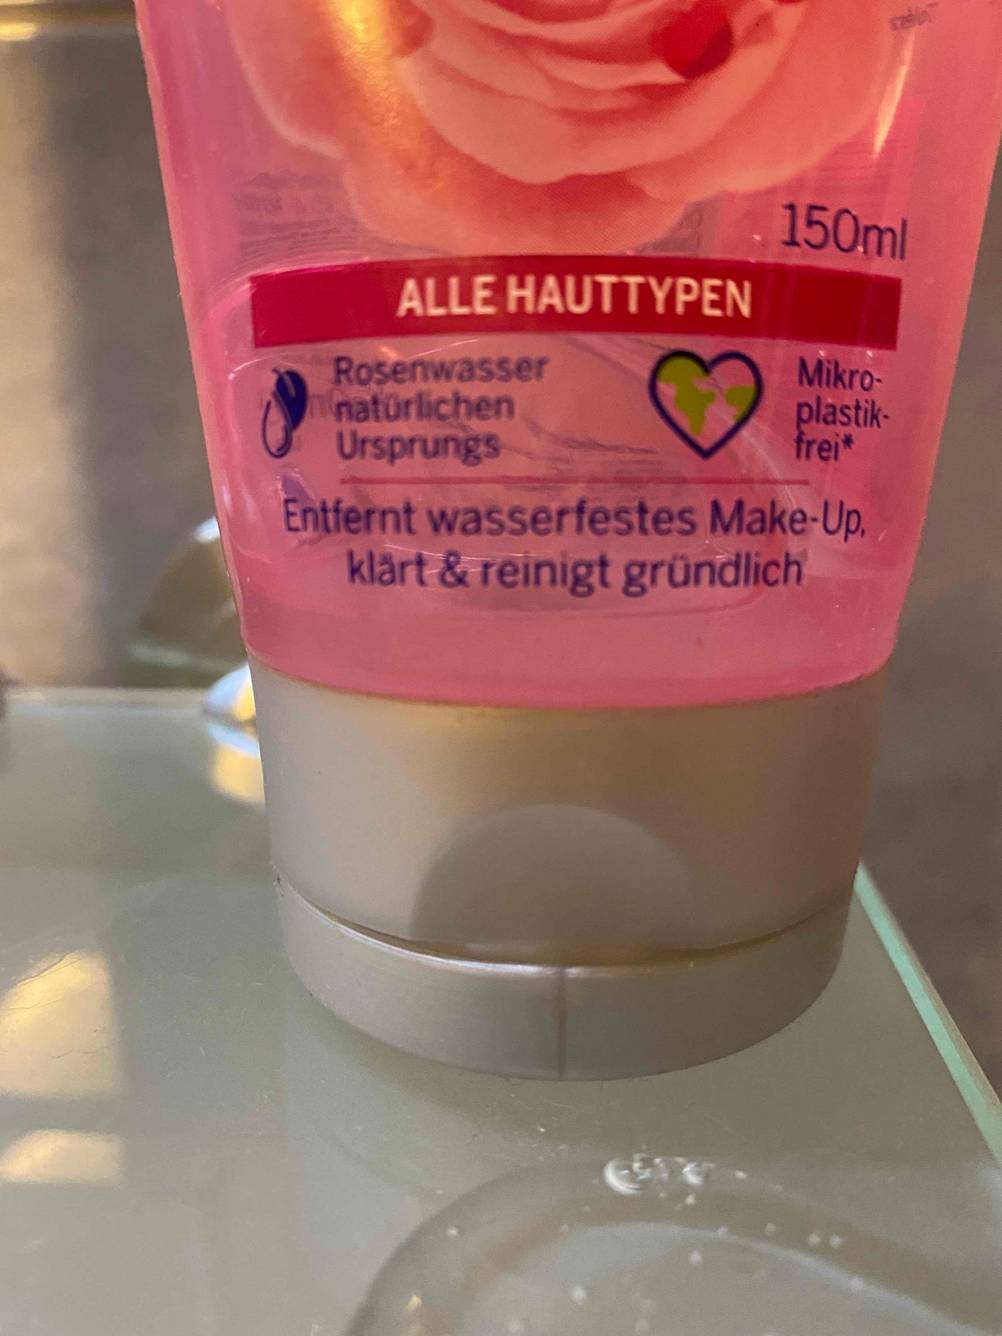 150ml
ALLE HAUTTYPEN
Rosenwasser
natürlichen
Ursprungs
Mikro-
plastik-
frei*
Entfernt wasserfestes Make-Up,
klärt & reinigt gründlich